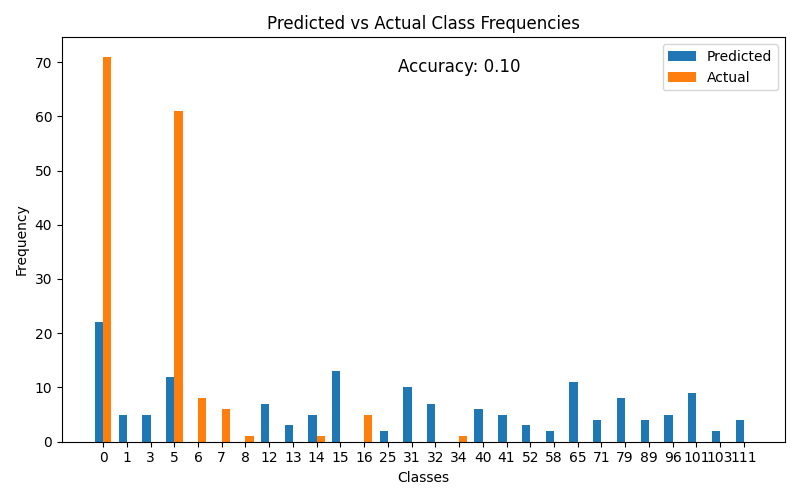 Predicted vs Actual Class Frequencies
Accuracy: 0.10
Predicted
Actual
Frequency
70
60
50
40
30
20
10
0
0 1 3 5 6 7 8 12 13 14 15 16 25 31 32 34 40 41 52 58 65 71 79 89 96 101 103 111
Classes